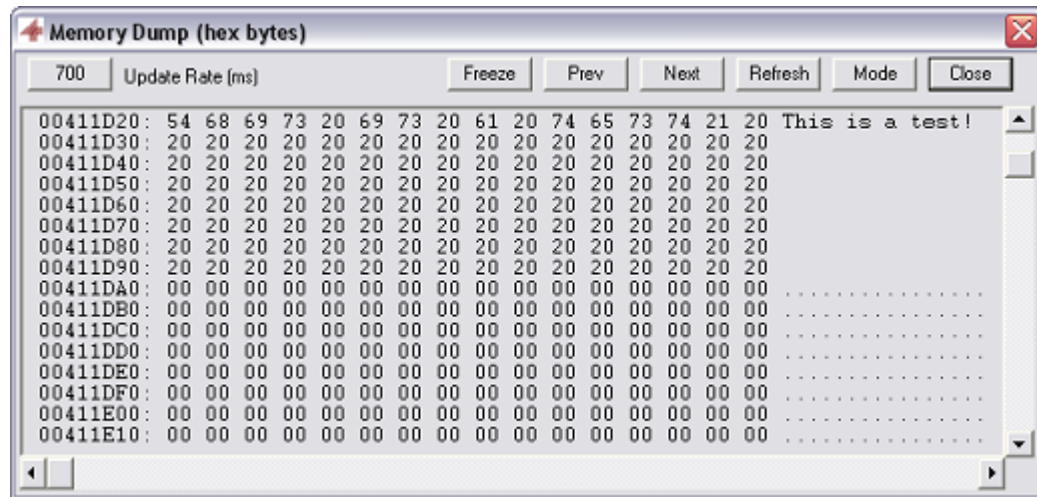 Memory Dump (hex bytes)
700 Update Rate (ms) Freeze Prev Next Refresh Mode Close
00411D20: 54 68 69 73 20 69 73 20 61 20 74 65 73 74 21 20 This is a test!
00411D30: 20 20 20 20 20 20 20 20 20 20 20 20 20 20 20 20
00411D40: 20 20 20 20 20 20 20 20 20 20 20 20 20 20 20 20
00411D50: 20 20 20 20 20 20 20 20 20 20 20 20 20 20 20 20
00411D60: 20 20 20 20 20 20 20 20 20 20 20 20 20 20 20 20
00411D70: 20 20 20 20 20 20 20 20 20 20 20 20 20 20 20 20
00411D80: 20 20 20 20 20 20 20 20 20 20 20 20 20 20 20 20
00411D90: 20 20 20 20 20 20 20 20 20 20 20 20 20 20 20 20
00411DA0: 00 00 00 00 00 00 00 00 00 00 00 00 00 00 00 00 ................
00411DB0: 00 00 00 00 00 00 00 00 00 00 00 00 00 00 00 00 ................
00411DC0: 00 00 00 00 00 00 00 00 00 00 00 00 00 00 00 00 ................
00411DD0: 00 00 00 00 00 00 00 00 00 00 00 00 00 00 00 00 ................
00411DE0: 00 00 00 00 00 00 00 00 00 00 00 00 00 00 00 00 ................
00411DF0: 00 00 00 00 00 00 00 00 00 00 00 00 00 00 00 00 ................
00411E00: 00 00 00 00 00 00 00 00 00 00 00 00 00 00 00 00 ................
00411E10: 00 00 00 00 00 00 00 00 00 00 00 00 00 00 00 00 ................